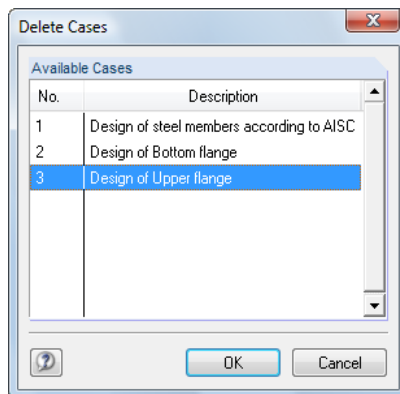 Delete Cases
Available Cases
No. Description
1 Design of steel members according to AISC
2 Design of Bottom flange
3 Design of Upper flange
OK Cancel